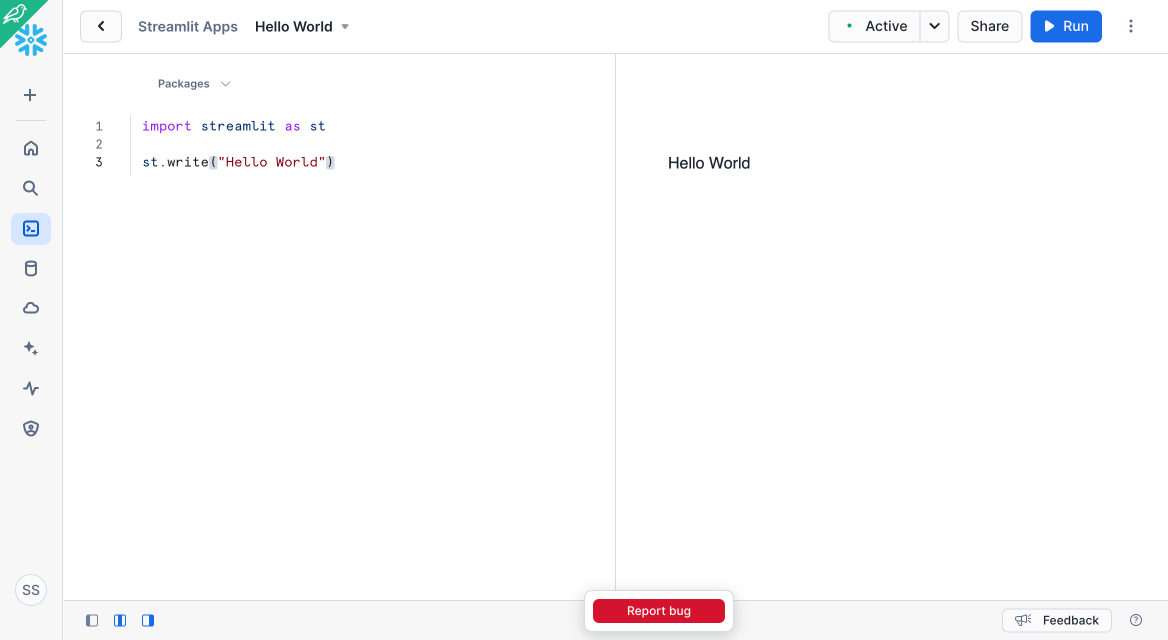 Streamlit Apps Hello World
Active
Share
Run
Packages
1 import streamlit as st
2
3 st.write("Hello World")
Hello World
SS
Report bug
Feedback